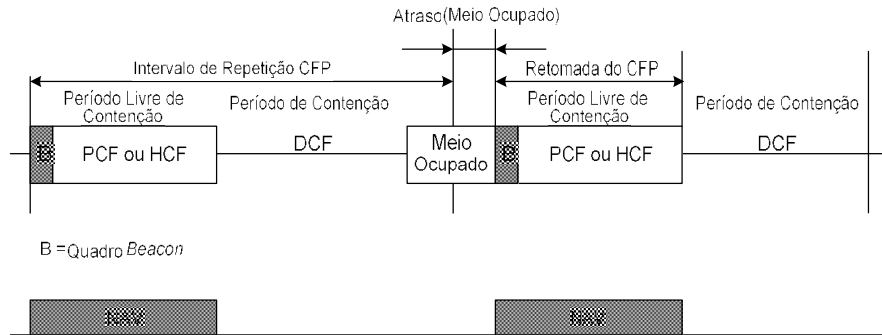 Atraso(Meio Ocupado)
Intervalo de Repetição CFP
Retomada do CFP
Período Livre de
Contenção
Período de Contenção
Período Livre de
Contenção
Período de Contenção
B
PCF ou HCF
DCF
Meio
Ocupado
B
PCF ou HCF
DCF
B =Quadro Beacon
NAV
NAV